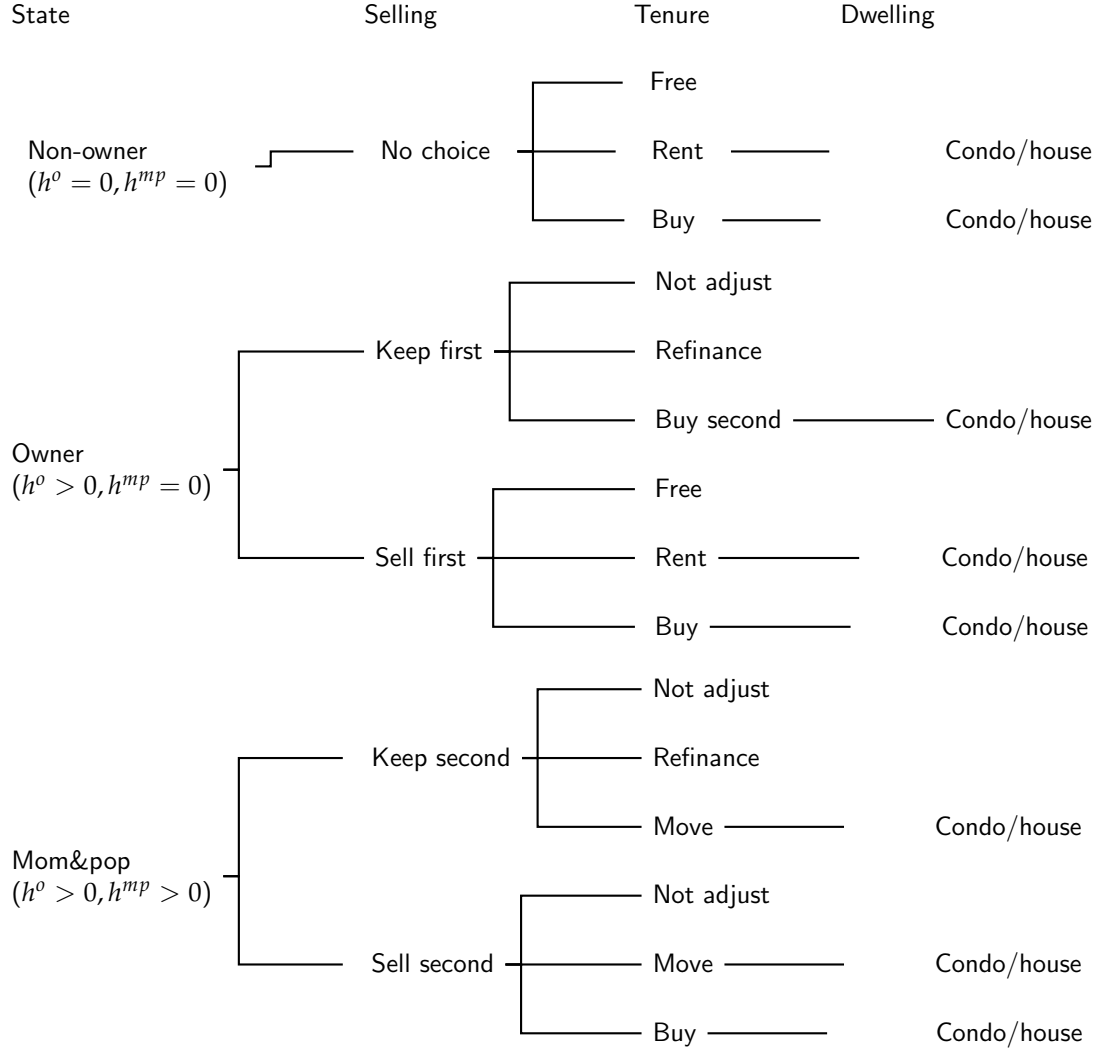 State Selling Tenure Dwelling
Free
Non-owner
(h^o = 0, h^mp = 0)
No choice
Rent Condo/house
Buy Condo/house
Not adjust
Keep first Refinance
Buy second Condo/house
Owner
(h^o > 0, h^mp = 0)
Free
Sell first Rent Condo/house
Buy Condo/house
Not adjust
Keep second Refinance
Move Condo/house
Mom&pop
(h^o > 0, h^mp > 0)
Not adjust
Sell second Move Condo/house
Buy Condo/house